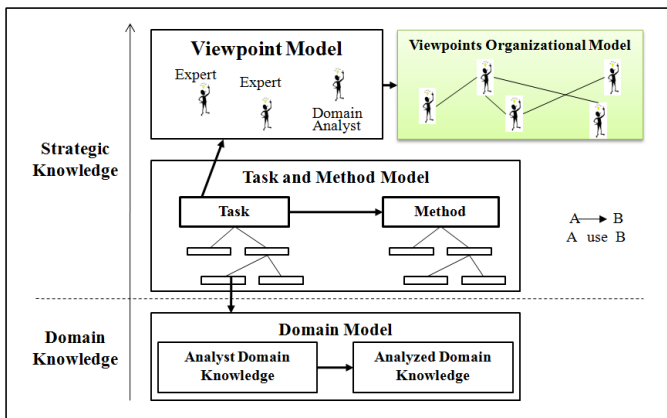 Viewpoint Model
Expert
Expert
Domain
Analyst
Viewpoints Organizational Model
Strategic
Knowledge
Task and Method Model
Task
Method
A B
A use B
Domain
Knowledge
Domain Model
Analyst Domain
Knowledge
Analyzed Domain
Knowledge